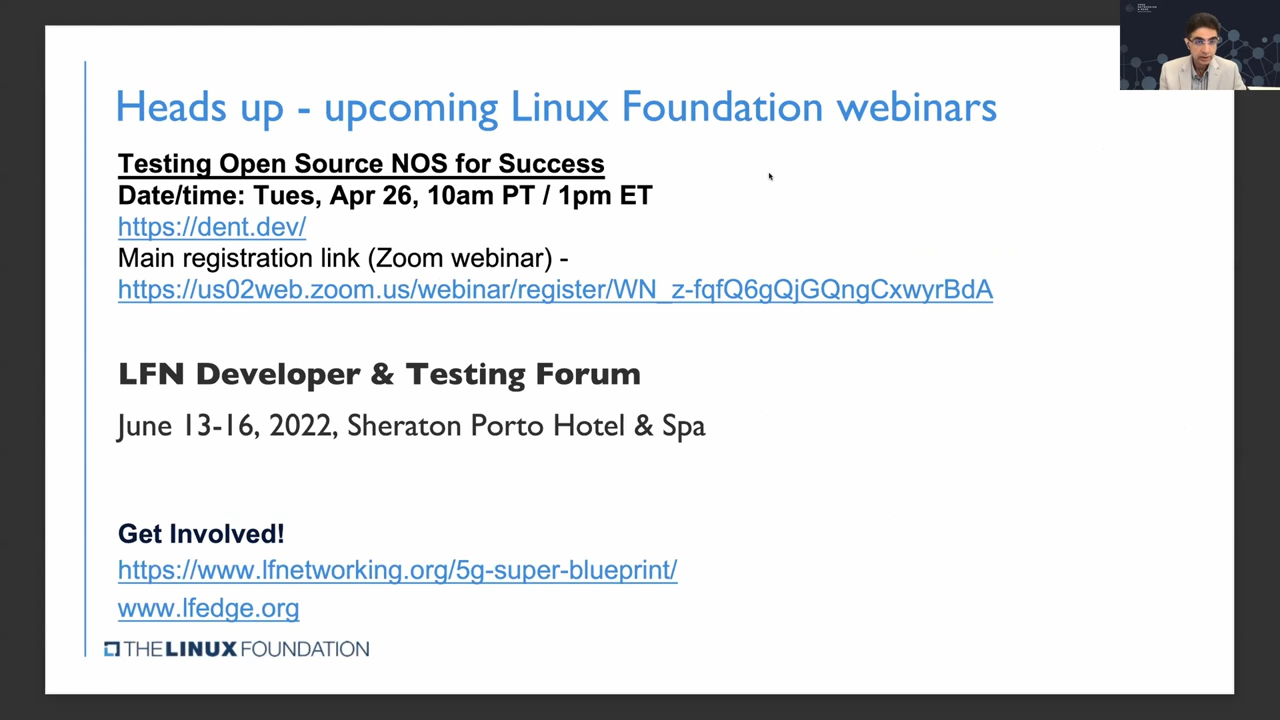 Heads up - upcoming Linux Foundation webinars
Testing Open Source NOS for Success
Date/time: Tues, Apr 26, 10am PT / 1pm ET
https://dent.dev/
Main registration link (Zoom webinar) -
https://us02web.zoom.us/webinar/register/WN_z-fqfQ6gQjGQngCxwyrBdA
LFN Developer & Testing Forum
June 13-16, 2022, Sheraton Porto Hotel & Spa
Get Involved!
https://www.lfnetworking.org/5g-super-blueprint/
www.lfedge.org
THE LINUX FOUNDATION